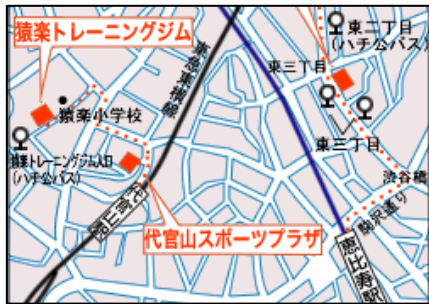 猿楽トレーニングジム
東急東横線
東二丁目
(ハチ公バス)
東三丁目
猿楽小学校
猿楽トレーニングジム入口
(ハチ公バス)
東三丁目
渋谷橋
代官山駅
駒沢通り
代官山スポーツプラザ
恵比寿駅